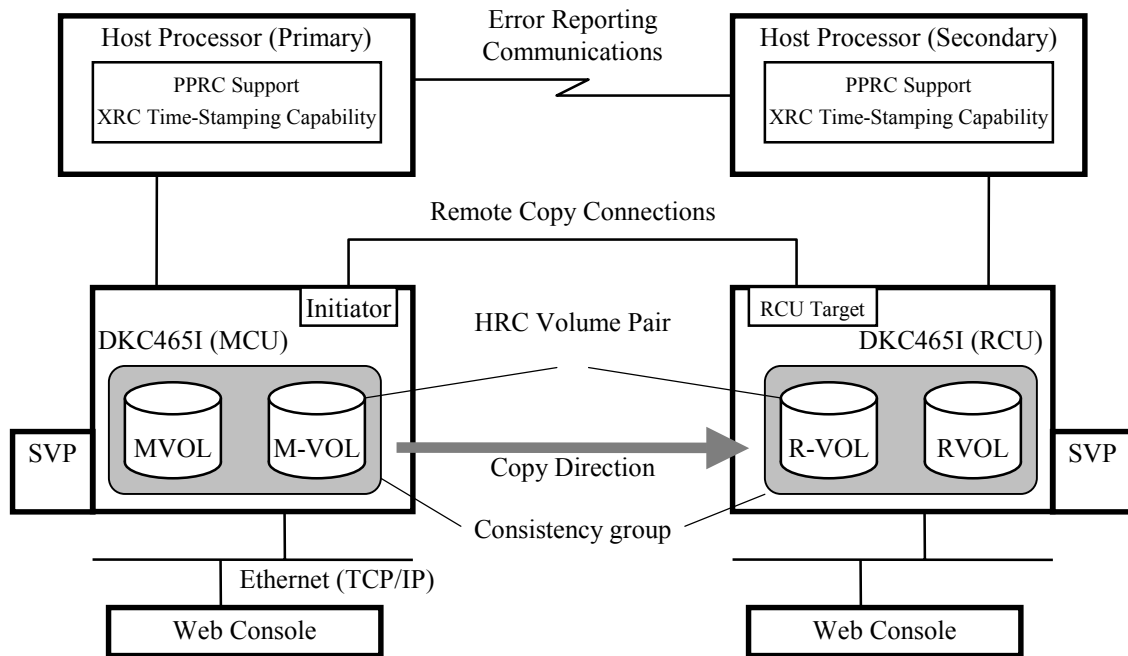 Host Processor (Primary)
PPRC Support
XRC Time-Stamping Capability
Error Reporting
Communications
Host Processor (Secondary)
PPRC Support
XRC Time-Stamping Capability
Remote Copy Connections
Initiator
DKC465I (MCU)
MVOL
M-VOL
SVP
HRC Volume Pair
Copy Direction
Consistency group
RCU Target
DKC465I (RCU)
R-VOL
RVOL
SVP
Ethernet (TCP/IP)
Web Console
Web Console